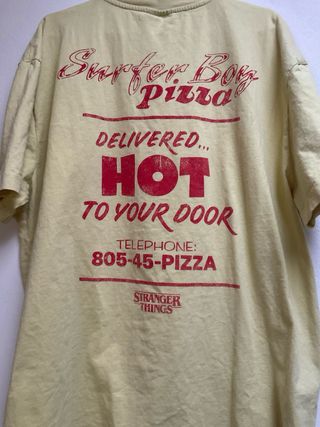 Surfer Boy
Pizza
DELIVERED...
HOT
TO YOUR DOOR
TELEPHONE:
805-45-PIZZA
STRANGER
THINGS